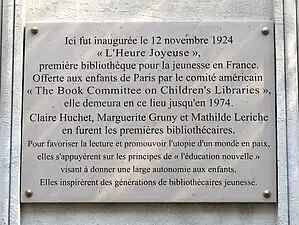 Ici fut inaugurée le 12 novembre 1924
« L'Heure Joyeuse »,
première bibliothèque pour la jeunesse en France.
Offerte aux enfants de Paris par le comité américain
« The Book Committee on Children's Libraries »,
elle demeura en ce lieu jusqu'en 1974.
Claire Huchet, Marguerite Gruny et Mathilde Leriche
en furent les premières bibliothécaires.
Pour favoriser la lecture et promouvoir l'utopie d'un monde en paix,
elles s'appuyèrent sur les principes de « l'éducation nouvelle »
visant à donner une large autonomie aux enfants.
Elles inspirèrent des générations de bibliothécaires jeunesse.